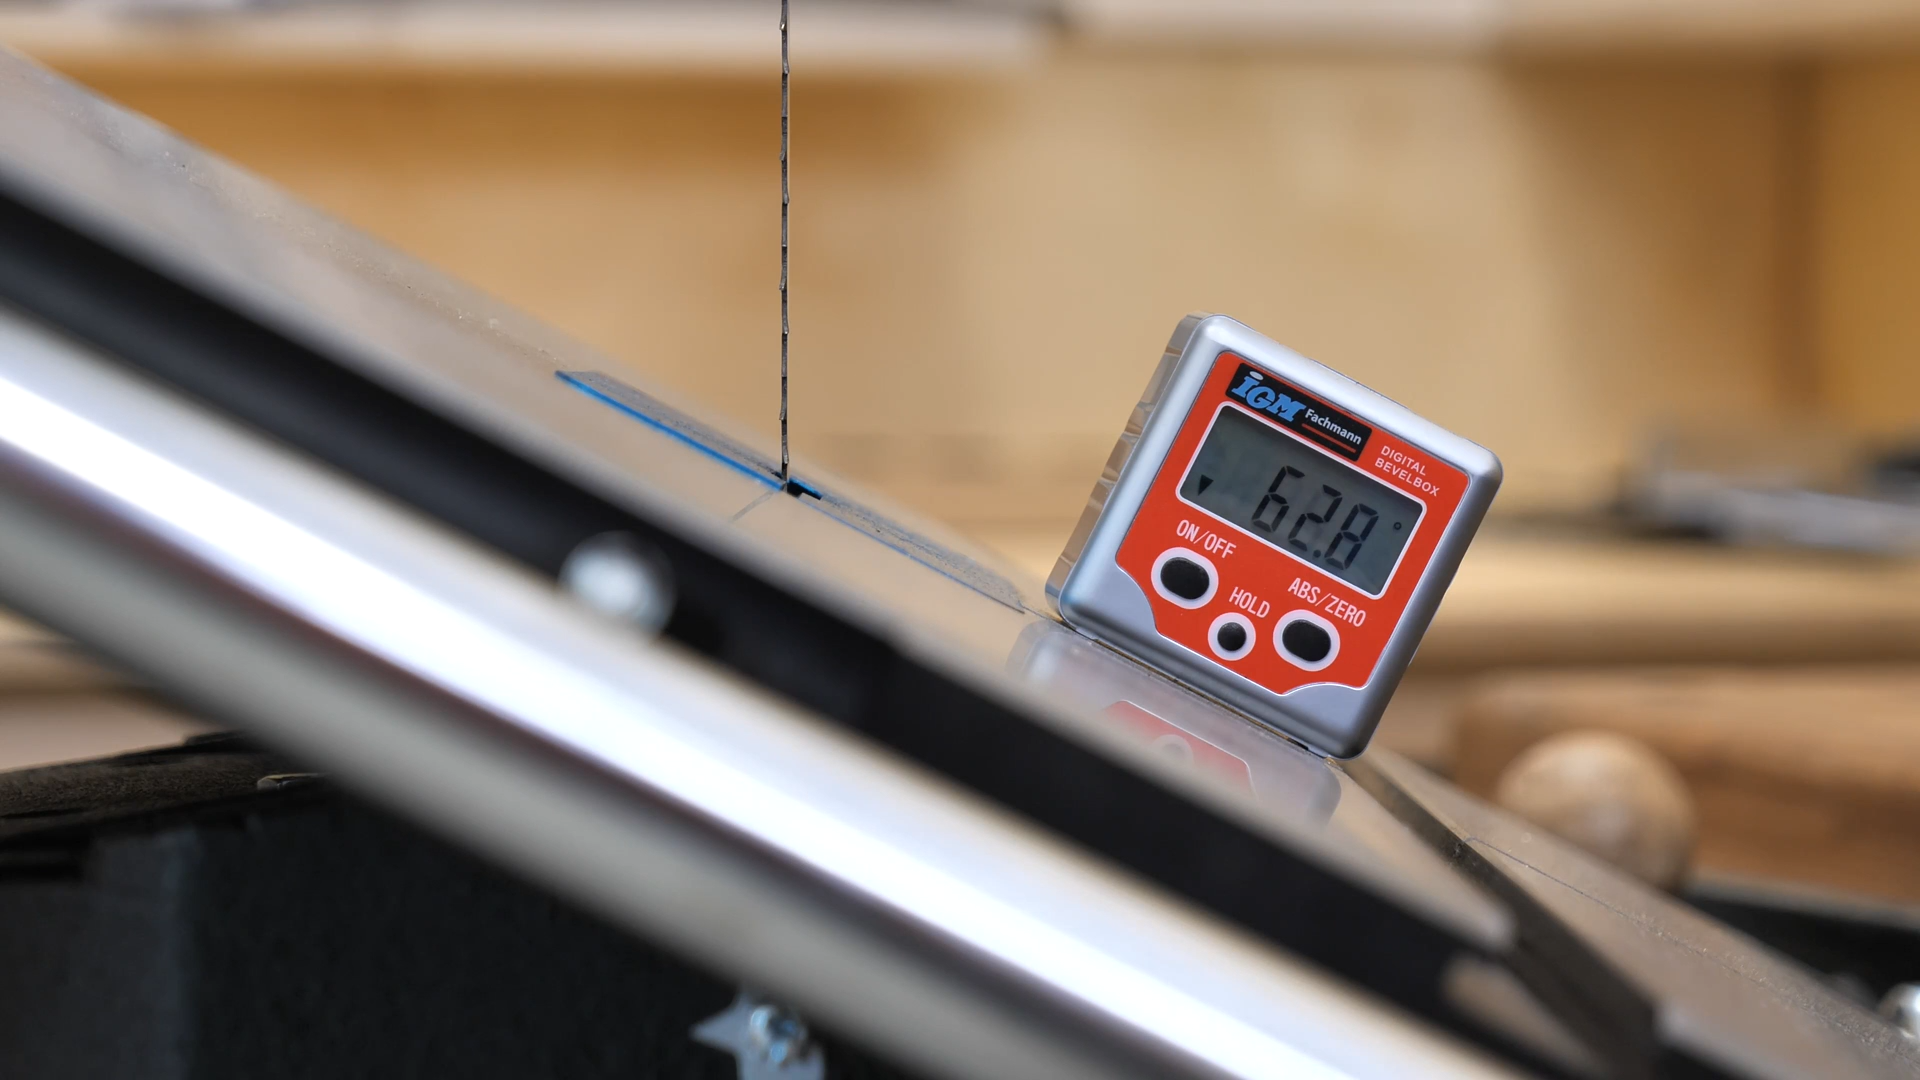 iGM Fachmann
DIGITAL
BEVELBOX
62.8°
ON/OFF
HOLD
ABS/ZERO